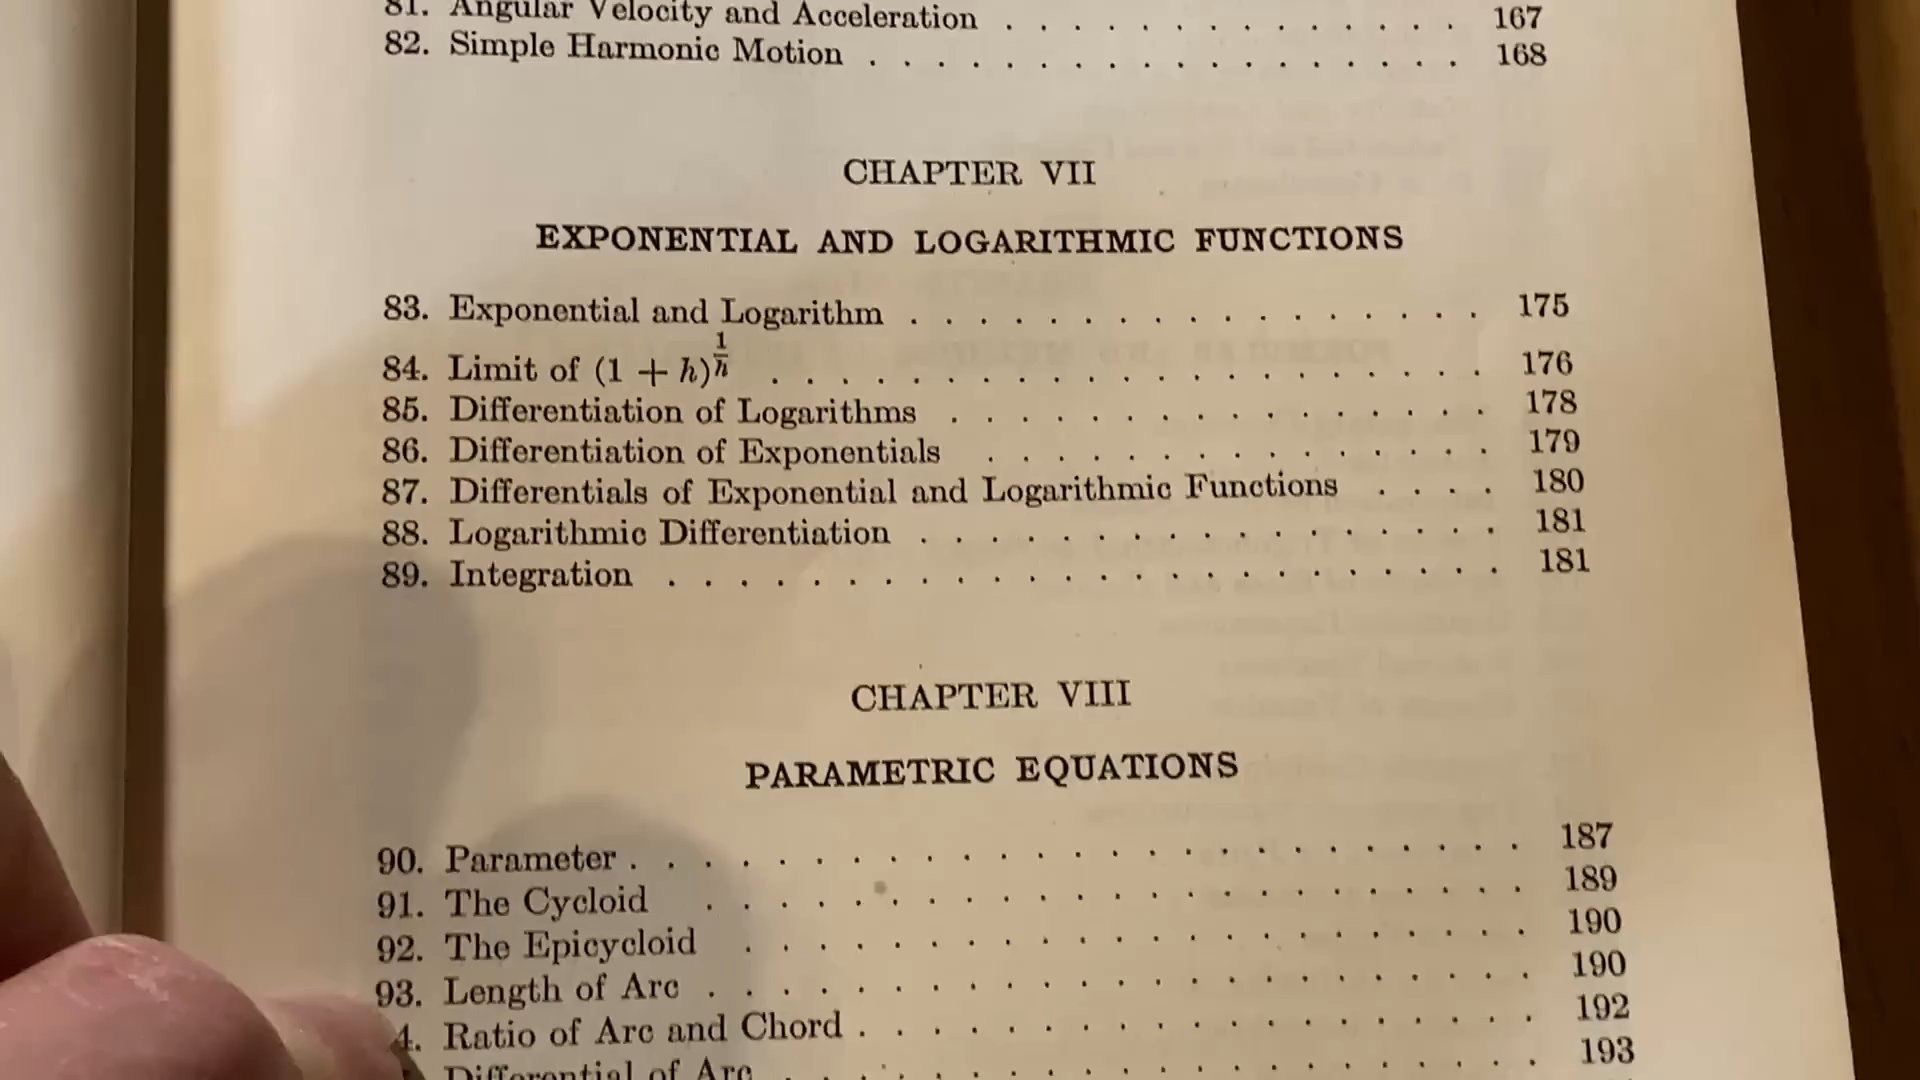 81. Angular Velocity and Acceleration . . . . . . . . . . . . . 167
82. Simple Harmonic Motion . . . . . . . . . . . . . . . . . . 168
CHAPTER VII
EXPONENTIAL AND LOGARITHMIC FUNCTIONS
83. Exponential and Logarithm . . . . . . . . . . . . . . . . 175
84. Limit of (1 + h)^(1/h) . . . . . . . . . . . . . . . . . . . . 176
85. Differentiation of Logarithms . . . . . . . . . . . . . . . 178
86. Differentiation of Exponentials . . . . . . . . . . . . . . 179
87. Differentials of Exponential and Logarithmic Functions . . . . 180
88. Logarithmic Differentiation . . . . . . . . . . . . . . . . 181
89. Integration . . . . . . . . . . . . . . . . . . . . . . 181
CHAPTER VIII
PARAMETRIC EQUATIONS
90. Parameter . . . . . . . . . . . . . . . . . . . . . . . . 187
91. The Cycloid . . . . . . . . . . . . . . . . . . . . . . 189
92. The Epicycloid . . . . . . . . . . . . . . . . . . . . . 190
93. Length of Arc . . . . . . . . . . . . . . . . . . . . . . 190
4. Ratio of Arc and Chord . . . . . . . . . . . . . . . . . . 192
Differential of Arc . . . . . . . . . . . . . . . . . . . . 193